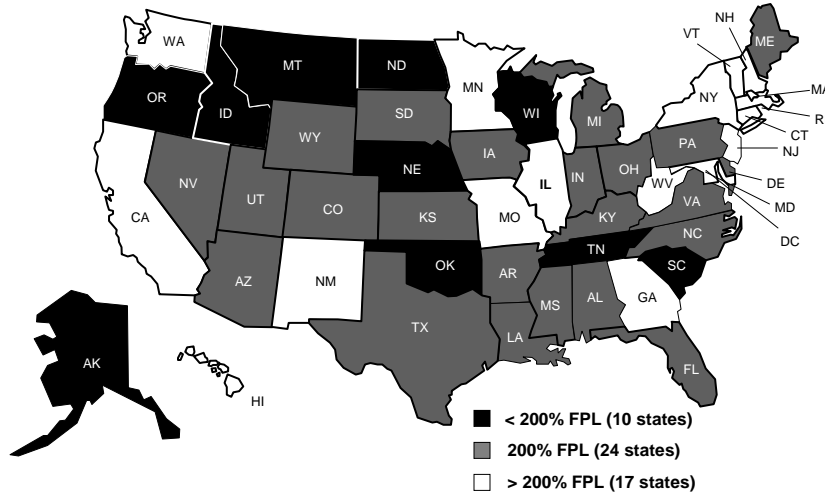 NH
VT
ME
WA
MT
ND
MN
OR
ID
WI
NY
MA
SD
MI
R
WY
CT
IA
PA
NJ
NE
NV
IN
OH
DE
UT
IL
WV
CO
VA
MD
CA
KS
MO
KY
DC
NC
TN
AZ
OK
SC
NM
AR
GA
MS
AL
TX
LA
AK
FL
HI
< 200% FPL (10 states)
200% FPL (24 states)
> 200% FPL (17 states)